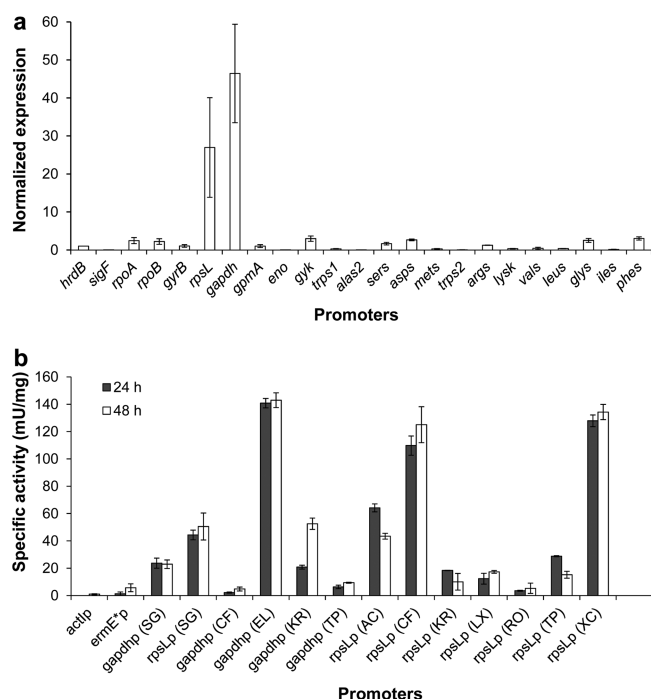 a
Normalized expression
60
50
40
30
20
10
0
hrdB sigF rpoA rpoB gyrB rpsL gapdh gpmA eno gyk trps1 alas2 sers asps mets trps2 args lysk vals leus glys iles phes
Promoters
b
Specific activity (mU/mg)
160
140
120
100
80
60
40
20
0
24 h
48 h
actIp ermE*p gapdhp (SG) rpsLp (SG) gapdhp (CF) gapdhp (EL) gapdhp (KR) gapdhp (TP) rpsLp (AC) rpsLp (CF) rpsLp (KR) rpsLp (LX) rpsLp (RO) rpsLp (TP) rpsLp (XC)
Promoters